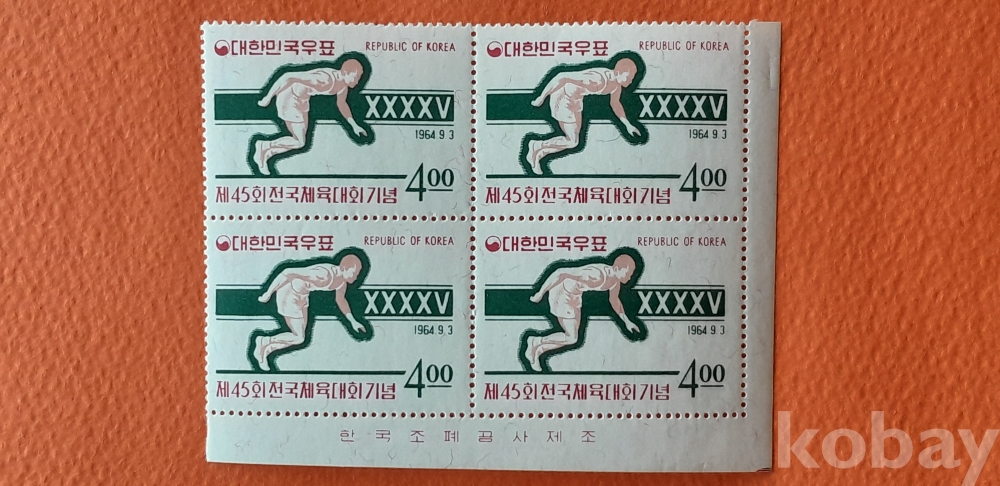 대한민국우표 REPUBLIC OF KOREA
XXXXV
1964.9.3
제45회전국체육대회기념 4 00
대한민국우표 REPUBLIC OF KOREA
XXXXV
1964.9.3
제45회전국체육대회기념 4 00
대한민국우표 REPUBLIC OF KOREA
XXXXV
1964.9.3
제45회전국체육대회기념 4 00
대한민국우표 REPUBLIC OF KOREA
XXXXV
1964.9.3
제45회전국체육대회기념 4 00
한국조폐공사제조
kobay